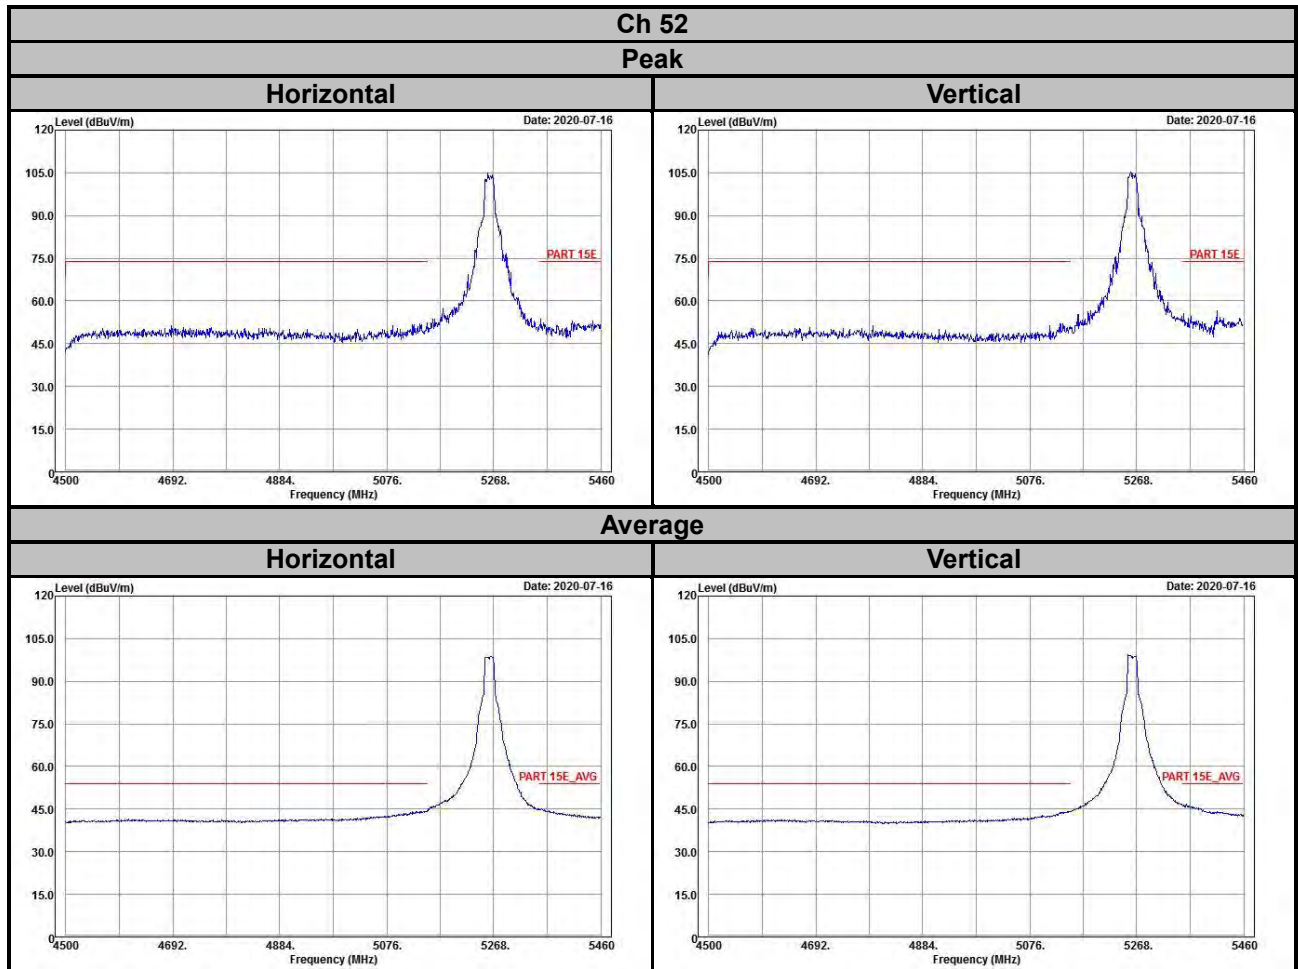 Ch 52
Peak
Horizontal
Vertical
Level (dBuV/m) Date: 2020-07-16
120
105.0
90.0
75.0
60.0
45.0
30.0
15.0
0
PART 15E
4500 4692. 4884. 5076. 5268. 5460
Frequency (MHz)
Level (dBuV/m) Date: 2020-07-16
120
105.0
90.0
75.0
60.0
45.0
30.0
15.0
0
PART 15E
4500 4692. 4884. 5076. 5268. 5460
Frequency (MHz)
Average
Horizontal
Vertical
Level (dBuV/m) Date: 2020-07-16
120
105.0
90.0
75.0
60.0
45.0
30.0
15.0
0
PART 15E_AVG
4500 4692. 4884. 5076. 5268. 5460
Frequency (MHz)
Level (dBuV/m) Date: 2020-07-16
120
105.0
90.0
75.0
60.0
45.0
30.0
15.0
0
PART 15E_AVG
4500 4692. 4884. 5076. 5268. 5460
Frequency (MHz)